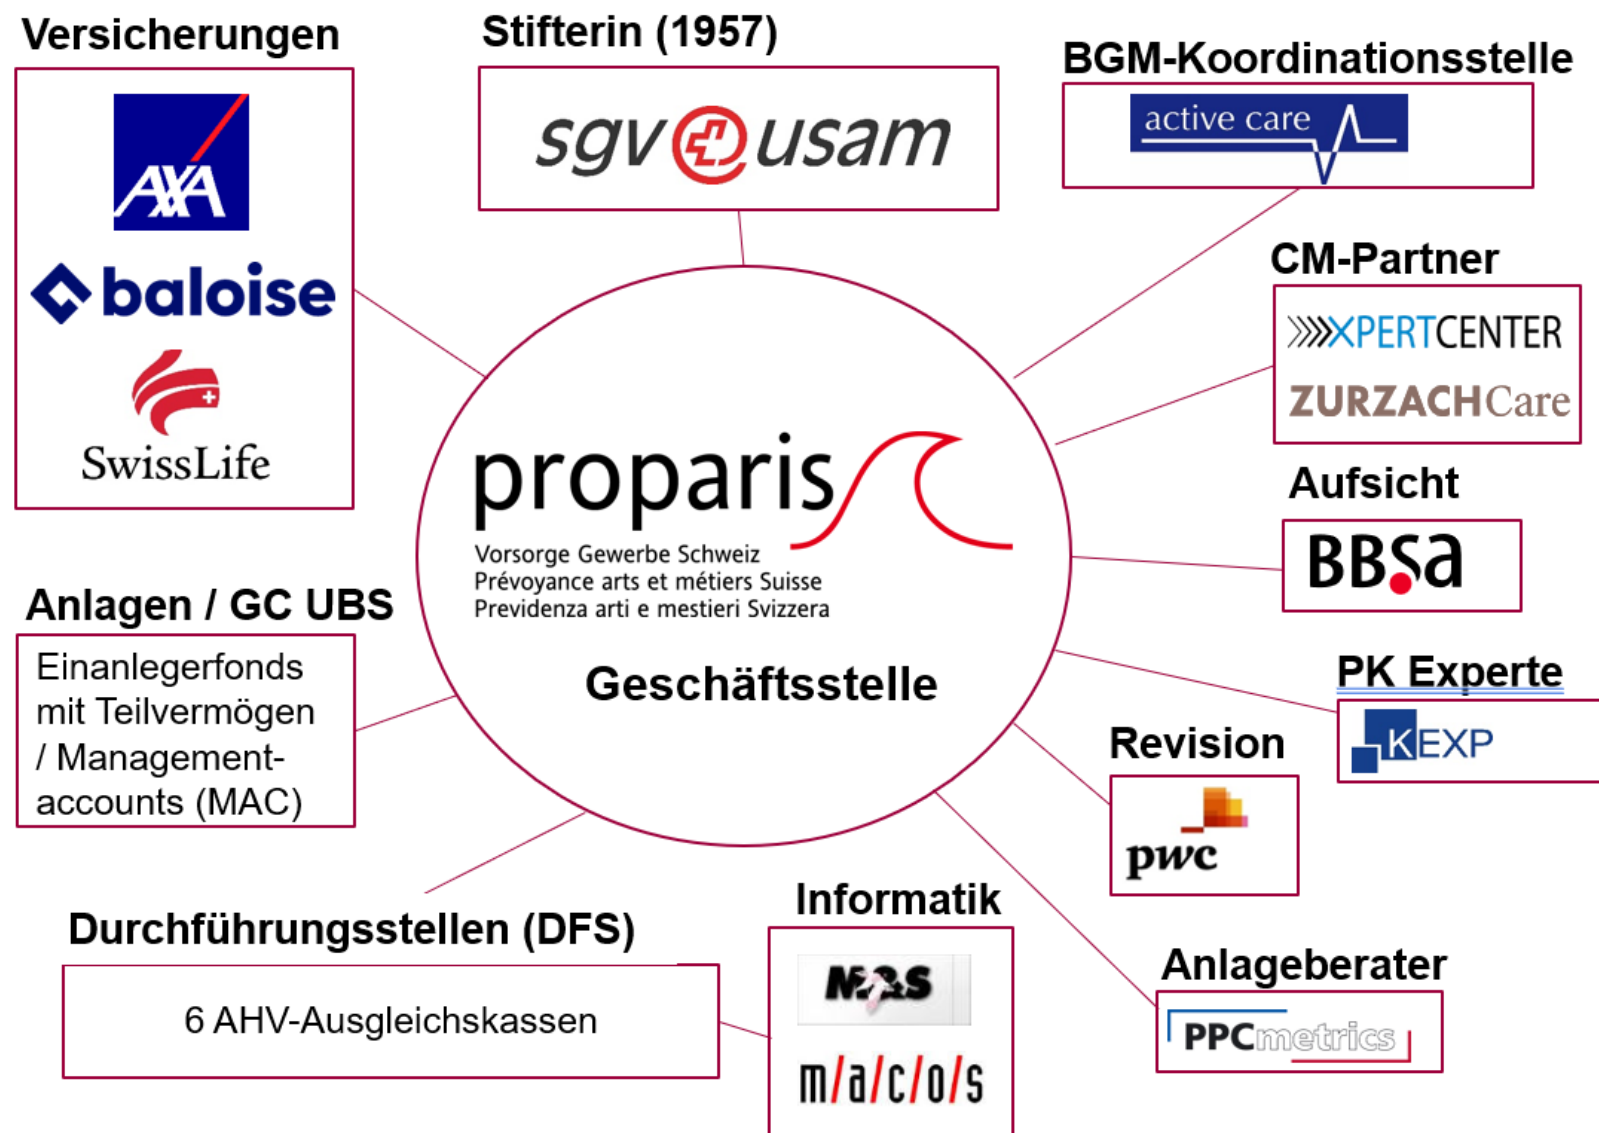 Versicherungen
AXA
baloise
SwissLife
Stifterin (1957)
sgv usam
BGM-Koordinationsstelle
active care
CM-Partner
XPERTCENTER
ZURZACHCare
Aufsicht
BBSa
PK Experte
KEXP
Revision
pwc
Anlageberater
PPCmetrics
Informatik
M&S
m/a/c/o/s
Durchführungsstellen (DFS)
6 AHV-Ausgleichskassen
Anlagen / GC UBS
Einanlegerfonds
mit Teilvermögen
/ Management-
accounts (MAC)
proparis
Vorsorge Gewerbe Schweiz
Prévoyance arts et métiers Suisse
Previdenza arti e mestieri Svizzera
Geschäftsstelle